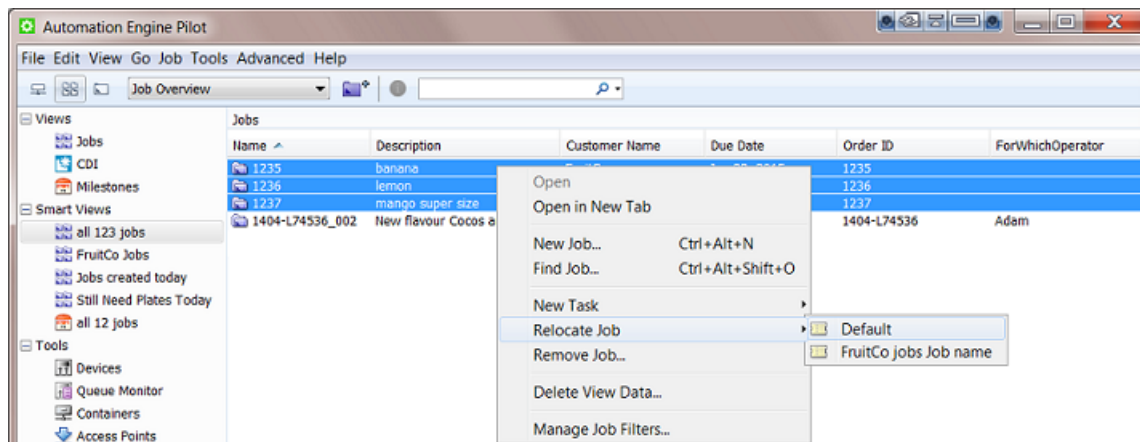 Automation Engine Pilot
File Edit View Go Job Tools Advanced Help
Job Overview
Views
Jobs
CDI
Milestones
Smart Views
all 123 jobs
FruitCo Jobs
Jobs created today
Still Need Plates Today
all 12 jobs
Tools
Devices
Queue Monitor
Containers
Access Points
Jobs
Name Description Customer Name Due Date Order ID ForWhichOperator
1235 banana 1235
1236 lemon 1236
1237 mango super size 1237
1404-L74536_002 New flavour Cocos a 1404-L74536 Adam
Open
Open in New Tab
New Job... Ctrl+Alt+N
Find Job... Ctrl+Alt+Shift+O
New Task
Relocate Job
Remove Job...
Delete View Data...
Manage Job Filters...
Default
FruitCo jobs Job name